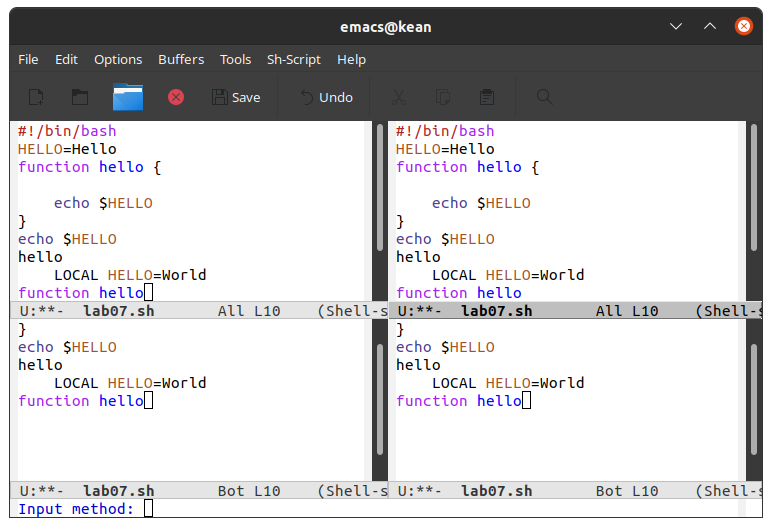 emacs@kean
File Edit Options Buffers Tools Sh-Script Help
Save Undo
#!/bin/bash
HELLO=Hello
function hello {
echo $HELLO
}
echo $HELLO
hello
LOCAL HELLO=World
function hello
U:**- lab07.sh All L10 (Shell-s
#!/bin/bash
HELLO=Hello
function hello {
echo $HELLO
}
echo $HELLO
hello
LOCAL HELLO=World
function hello
U:**- lab07.sh All L10 (Shell-s
}
echo $HELLO
hello
LOCAL HELLO=World
function hello
U:**- lab07.sh Bot L10 (Shell-s
}
echo $HELLO
hello
LOCAL HELLO=World
function hello
U:**- lab07.sh Bot L10 (Shell-s
Input method: